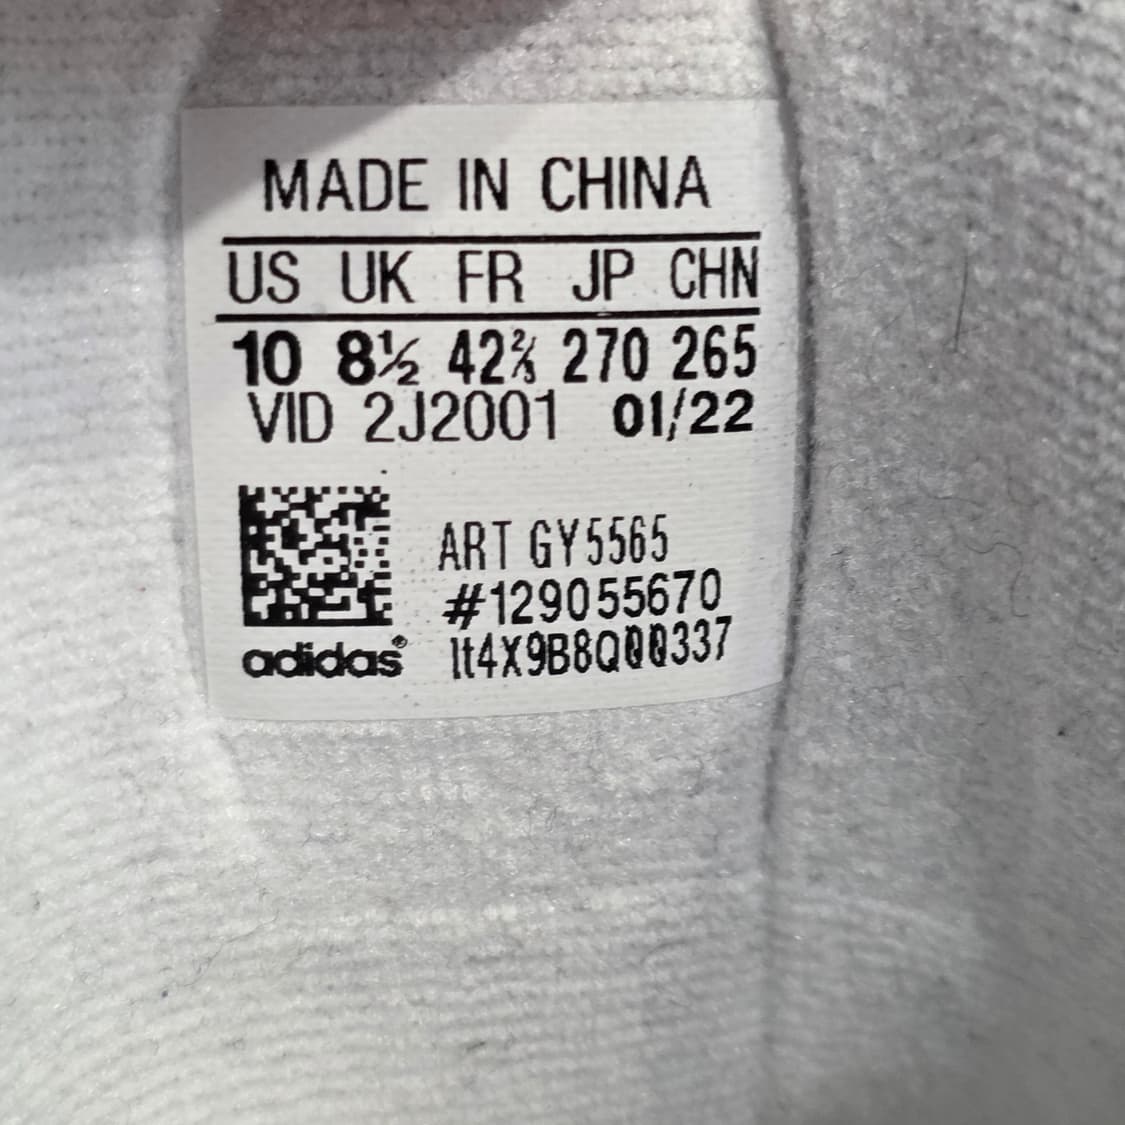 MADE IN CHINA
US UK FR JP CHN
10 8½ 42⅔ 270 265
VID 2J2001 01/22
ART GY5565
#129055670
adidas® 1t4X9B8Q00337